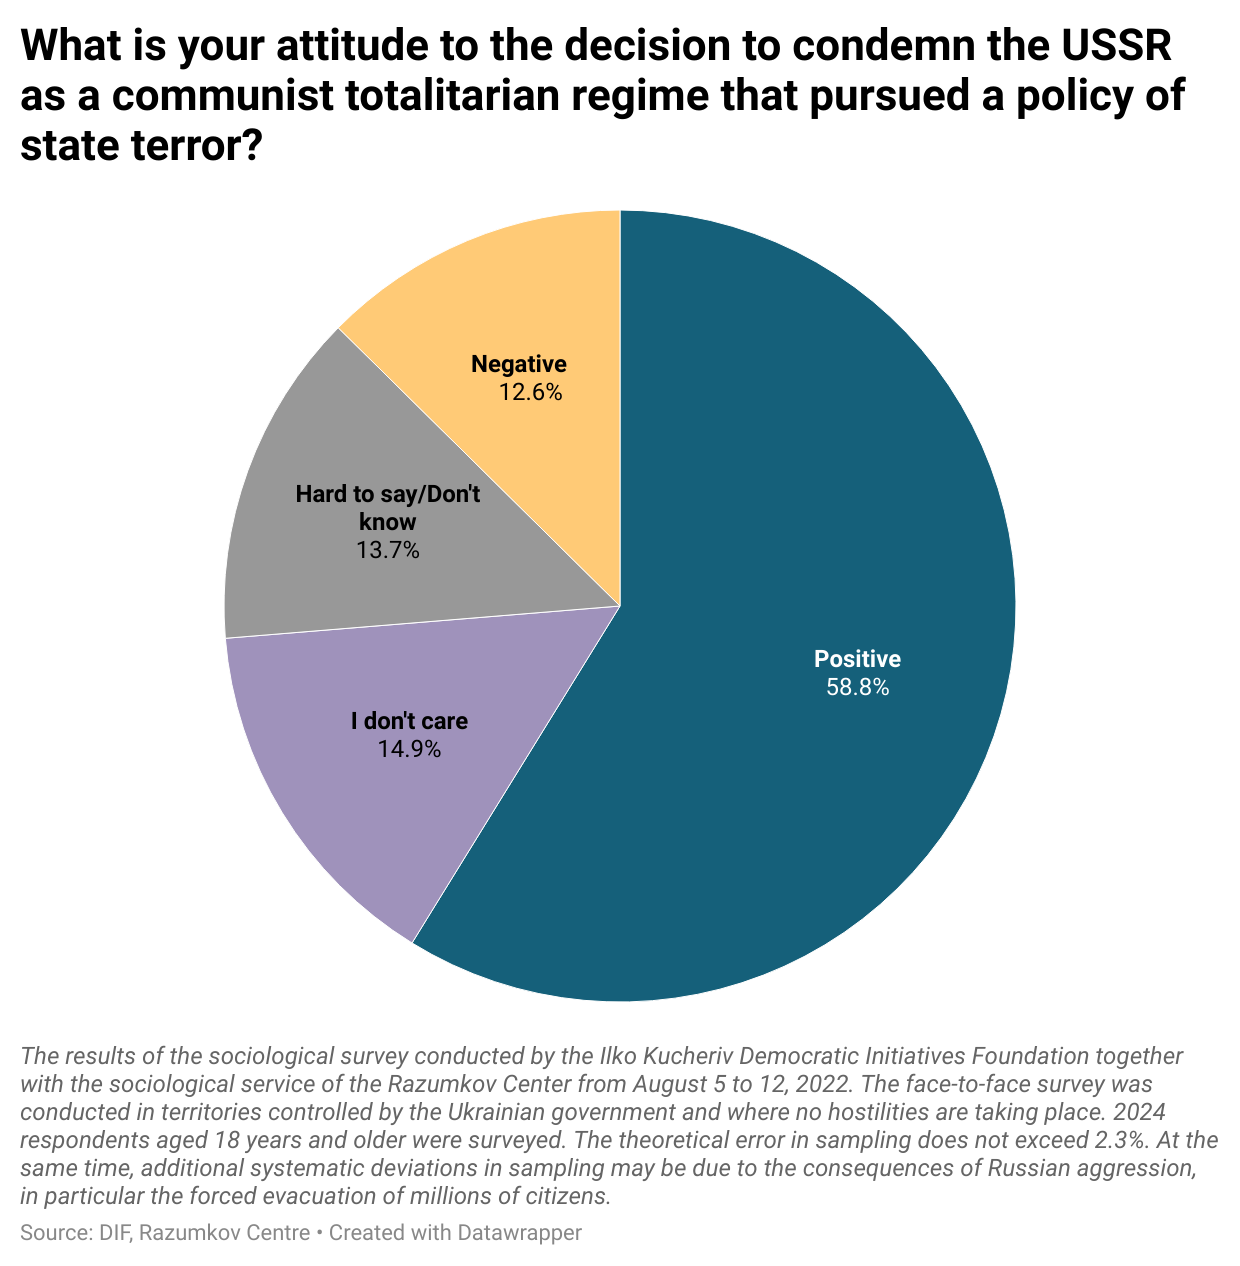 What is your attitude to the decision to condemn the USSR
as a communist totalitarian regime that pursued a policy of
state terror?
Negative
12.6%
Hard to say/Don't
know
13.7%
Positive
58.8%
I don't care
14.9%
The results of the sociological survey conducted by the Ilko Kucheriv Democratic Initiatives Foundation together
with the sociological service of the Razumkov Center from August 5 to 12, 2022. The face-to-face survey was
conducted in territories controlled by the Ukrainian government and where no hostilities are taking place. 2024
respondents aged 18 years and older were surveyed. The theoretical error in sampling does not exceed 2.3%. At the
same time, additional systematic deviations in sampling may be due to the consequences of Russian aggression,
in particular the forced evacuation of millions of citizens.
Source: DIF, Razumkov Centre • Created with Datawrapper